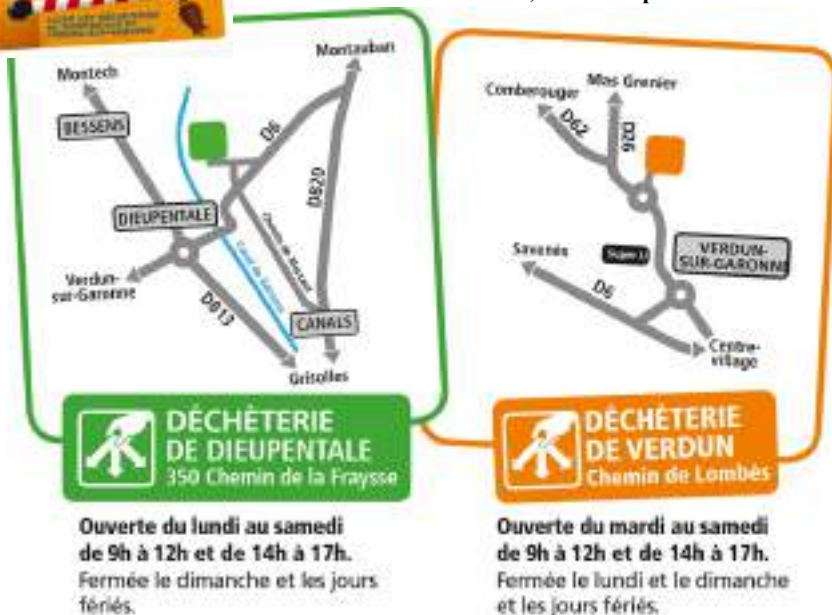 Montauban
Montech
D6
BESSENS
D820
DIEUPENTALE
Verdun-
sur-Garonne
D813
CANALS
Grisolles
DÉCHÈTERIE
DE DIEUPENTALE
350 Chemin de la Fraysse
Ouverte du lundi au samedi
de 9h à 12h et de 14h à 17h.
Fermée le dimanche et les jours
fériés.
Mas Grenier
Comberouger
D62
D26
Savenès
VERDUN-
SUR-GARONNE
D6
Centre-
village
DÉCHÈTERIE
DE VERDUN
Chemin de Lombès
Ouverte du mardi au samedi
de 9h à 12h et de 14h à 17h.
Fermée le lundi et le dimanche
et les jours fériés.